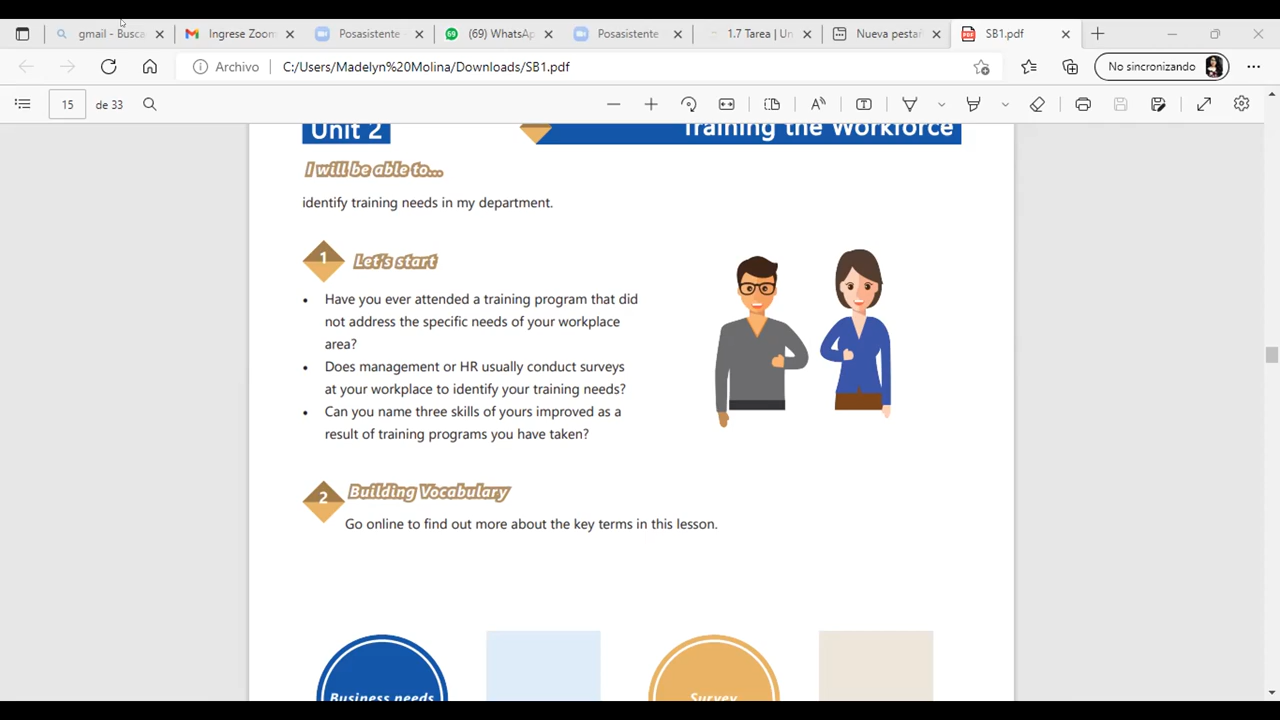 gmail - Busca
Ingrese Zoom
Posasistente
(69) WhatsAp
Posasistente
1.7 Tarea | Un
Nueva pestañ
SB1.pdf
Archivo
C:/Users/Madelyn%20Molina/Downloads/SB1.pdf
No sincronizando
15 de 33
Unit 2
Training the Workforce
I will be able to...
identify training needs in my department.
1 Let's start
• Have you ever attended a training program that did
not address the specific needs of your workplace
area?
• Does management or HR usually conduct surveys
at your workplace to identify your training needs?
• Can you name three skills of yours improved as a
result of training programs you have taken?
2 Building Vocabulary
Go online to find out more about the key terms in this lesson.
Business needs
Survey